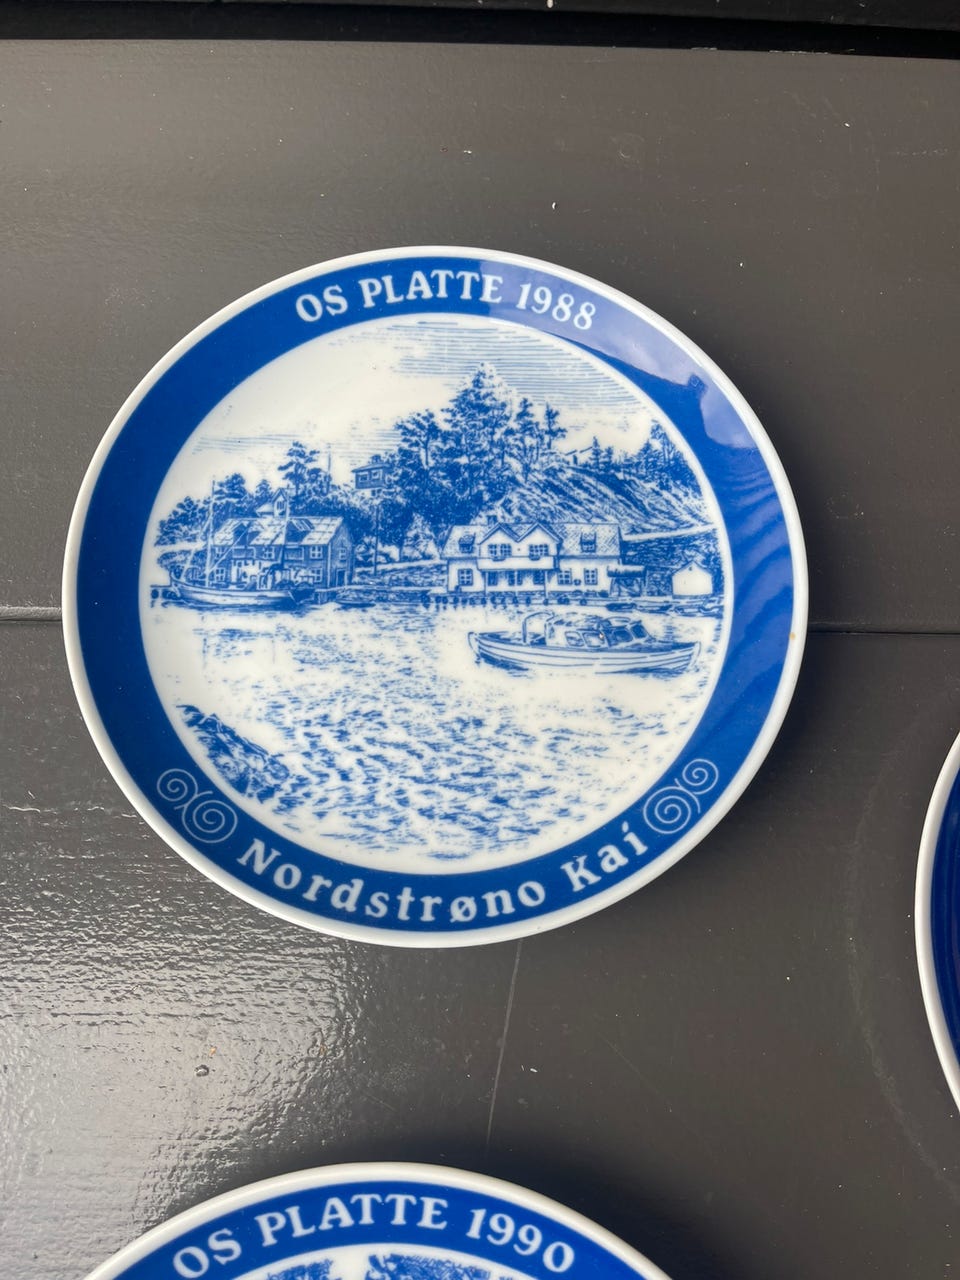 OS PLATTE 1988
Nordstrøno Kai
OS PLATTE 1990